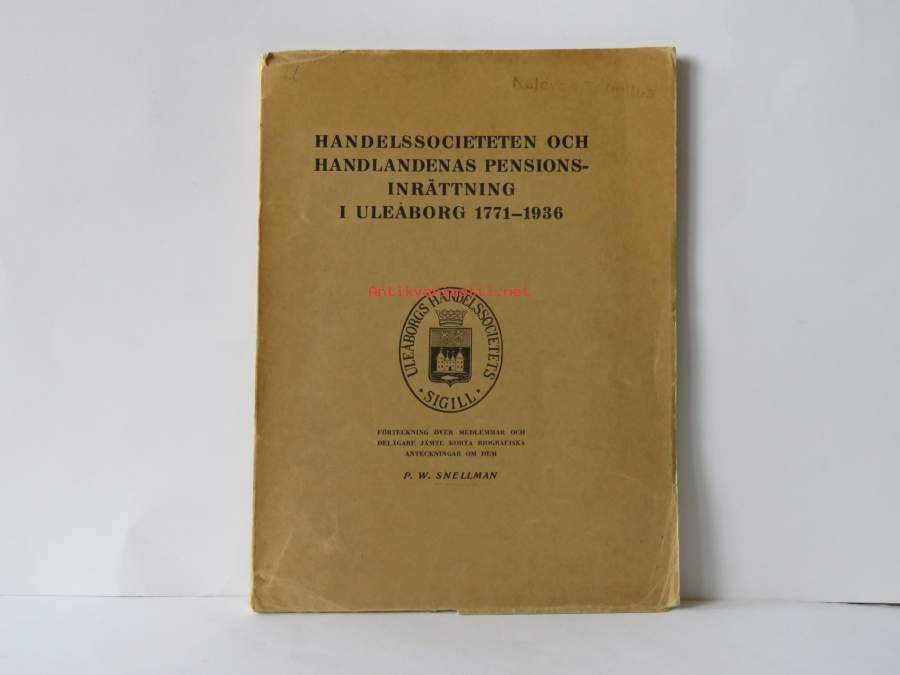 HANDELSSOCIETETEN OCH
HANDLANDENAS PENSIONS-
INRÄTTNING
I ULEÅBORG 1771–1936
Antikvariaatti.net
ULEÅBORGS HANDELSSOCIETETS
· SIGILL ·
FÖRTECKNING ÖVER MEDLEMMAR OCH
DELÄGARE JÄMTE KORTA BIOGRAFISKA
ANTECKNINGAR OM DEM
P. W. SNELLMAN